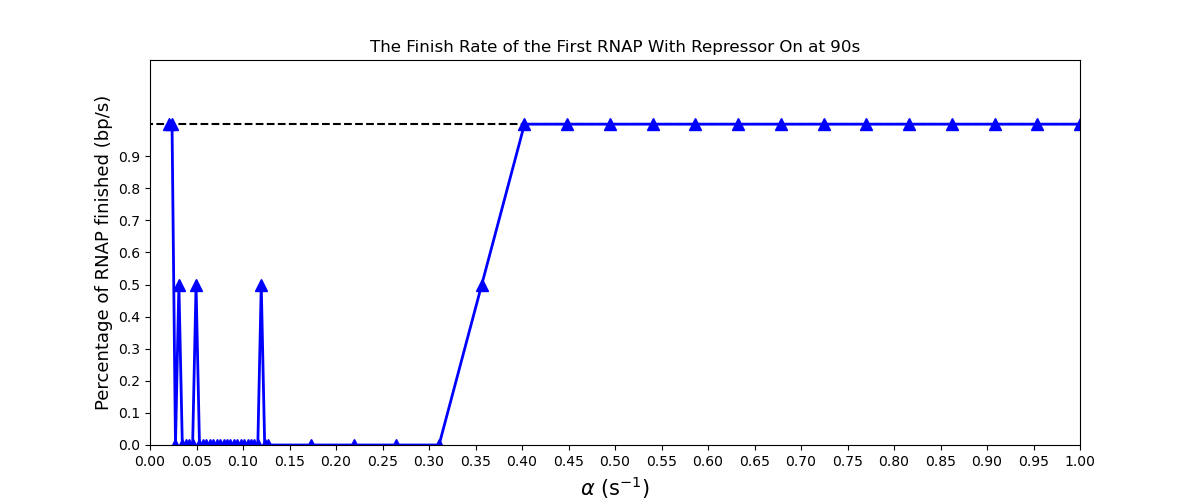 The Finish Rate of the First RNAP With Repressor On at 90s
Percentage of RNAP finished (bp/s)
0.9
0.8
0.7
0.6
0.5
0.4
0.3
0.2
0.1
0.0
0.00 0.05 0.10 0.15 0.20 0.25 0.30 0.35 0.40 0.45 0.50 0.55 0.60 0.65 0.70 0.75 0.80 0.85 0.90 0.95 1.00
α (s⁻¹)